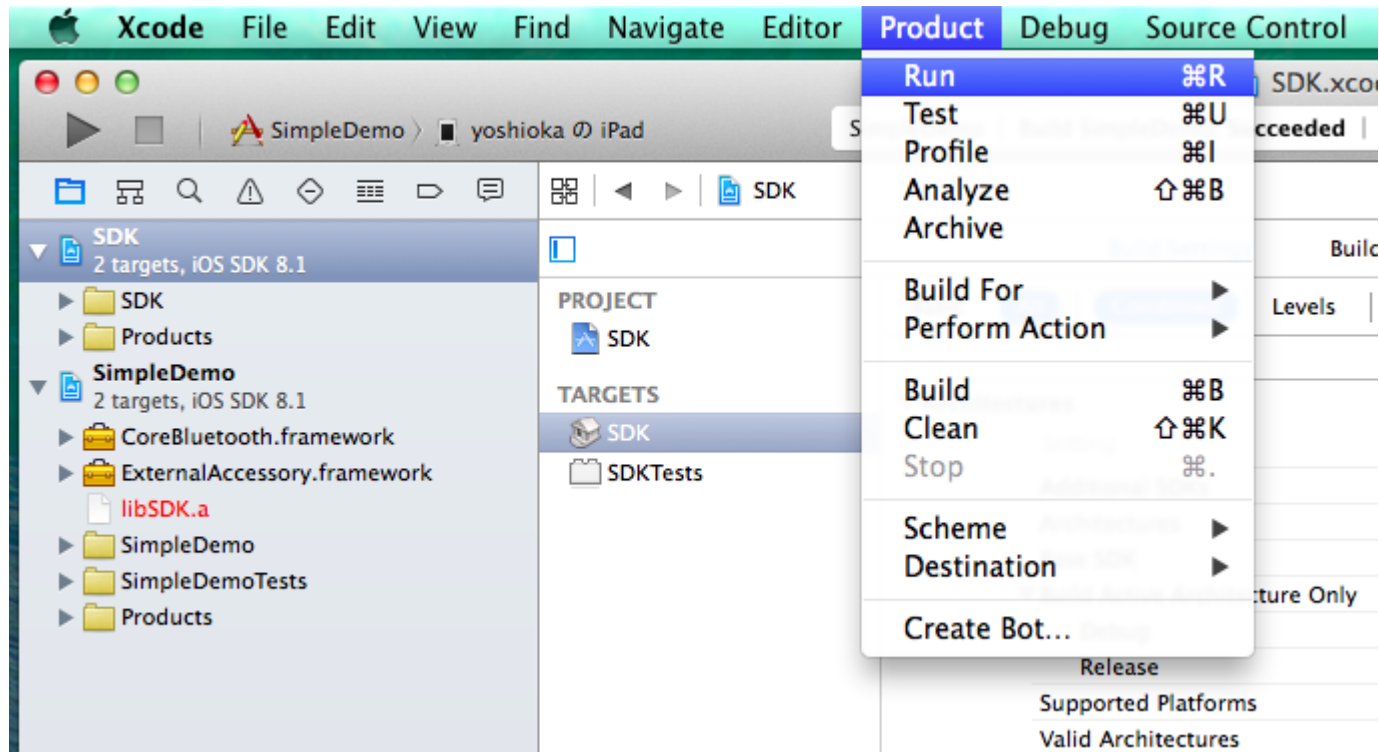 Xcode File Edit View Find Navigate Editor Product Debug Source Control
Run ⌘R
Test ⌘U
Profile ⌘I
Analyze ⇧⌘B
Archive
Build For ▶
Perform Action ▶
Build ⌘B
Clean ⇧⌘K
Stop ⌘.
Scheme ▶
Destination ▶
Create Bot...
SDK.xco
SimpleDemo 〉 yoshioka の iPad
cceeded
SDK
SDK
2 targets, iOS SDK 8.1
SDK
Products
SimpleDemo
2 targets, iOS SDK 8.1
CoreBluetooth.framework
ExternalAccessory.framework
libSDK.a
SimpleDemo
SimpleDemoTests
Products
PROJECT
SDK
TARGETS
SDK
SDKTests
Build
Levels
cture Only
Release
Supported Platforms
Valid Architectures